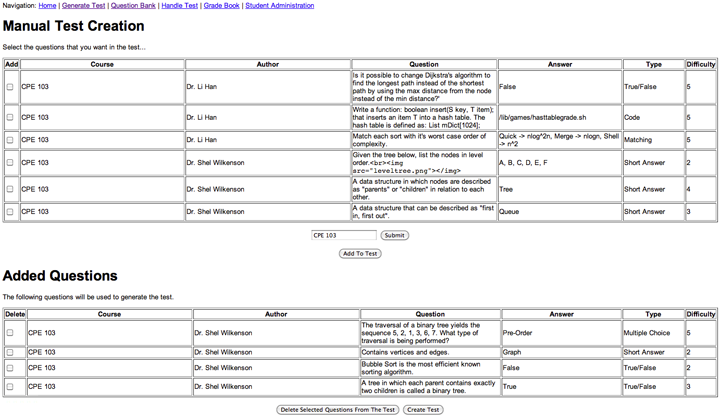 Navigation: Home | Generate Test | Question Bank | Handle Test | Grade Book | Student Administration
Manual Test Creation
Select the questions that you want in the test...
Add Course Author Question Answer Type Difficulty
CPE 103 Dr. Li Han Is it possible to change Dijkstra's algorithm to
find the longest path instead of the shortest
path by using the max distance from the node
instead of the min distance?' False True/False 5
CPE 103 Dr. Li Han Write a function: boolean insert(S key, T item);
that inserts an item T into a hash table. The
hash table is defined as: List mDict[1024]; /lib/games/hasttablegrade.sh Code 5
CPE 103 Dr. Li Han Match each sort with it's worst case order of
complexity. Quick -> nlog^2n, Merge -> nlogn, Shell
-> n^2 Matching 5
CPE 103 Dr. Shel Wilkenson Given the tree below, list the nodes in level
order.<br><img
src="leveltree.png"></img> A, B, C, D, E, F Short Answer 2
CPE 103 Dr. Shel Wilkenson A data structure in which nodes are described
as "parents" or "children" in relation to each
other. Tree Short Answer 4
CPE 103 Dr. Shel Wilkenson A data structure that can be described as "first
in, first out". Queue Short Answer 3
CPE 103 Submit
Add To Test
Added Questions
The following questions will be used to generate the test.
Delete Course Author Question Answer Type Difficulty
CPE 103 Dr. Shel Wilkenson The traversal of a binary tree yields the
sequence 5, 2, 1, 3, 6, 7. What type of
traversal is being performed? Pre-Order Multiple Choice 5
CPE 103 Dr. Shel Wilkenson Contains vertices and edges. Graph Short Answer 2
CPE 103 Dr. Shel Wilkenson Bubble Sort is the most efficient known
sorting algorithm. False True/False 2
CPE 103 Dr. Shel Wilkenson A tree in which each parent contains exactly
two children is called a binary tree. True True/False 3
Delete Selected Questions From The Test Create Test